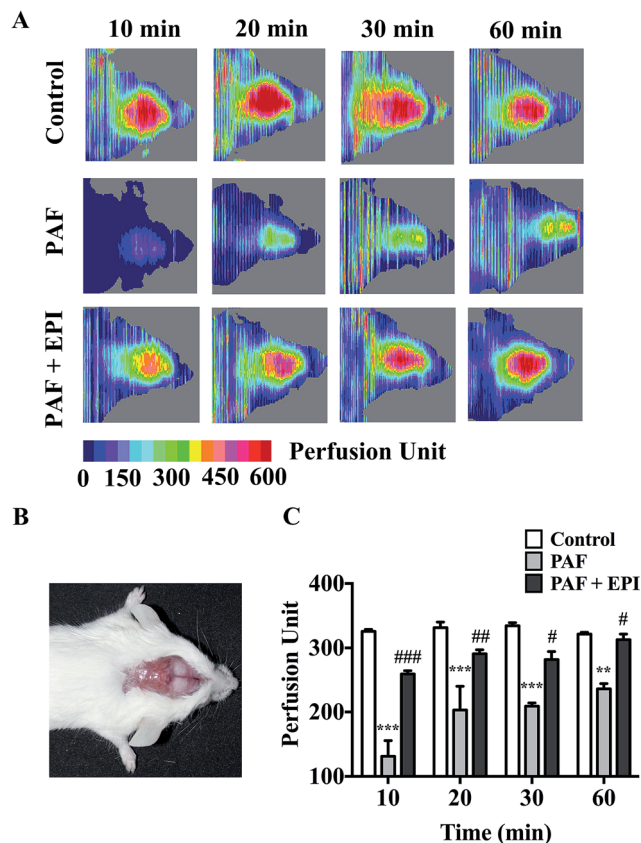 A
10 min 20 min 30 min 60 min
Control
PAF
PAF + EPI
Perfusion Unit
0 150 300 450 600
B
C
Control
PAF
PAF + EPI
Perfusion Unit
400
300
200
100
*** ### *** ## *** # ** #
10 20 30 60
Time (min)